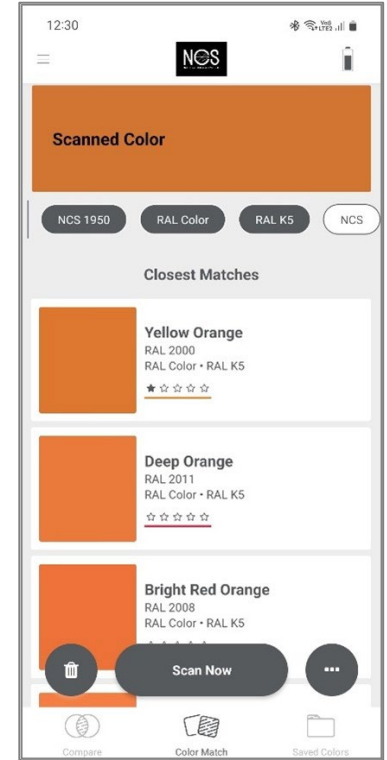 12:30
Vo))
LTE2
NCS
Scanned Color
NCS 1950
RAL Color
RAL K5
NCS
Closest Matches
Yellow Orange
RAL 2000
RAL Color • RAL K5
Deep Orange
RAL 2011
RAL Color • RAL K5
Bright Red Orange
RAL 2008
RAL Color • RAL K5
Scan Now
Compare
Color Match
Saved Colors